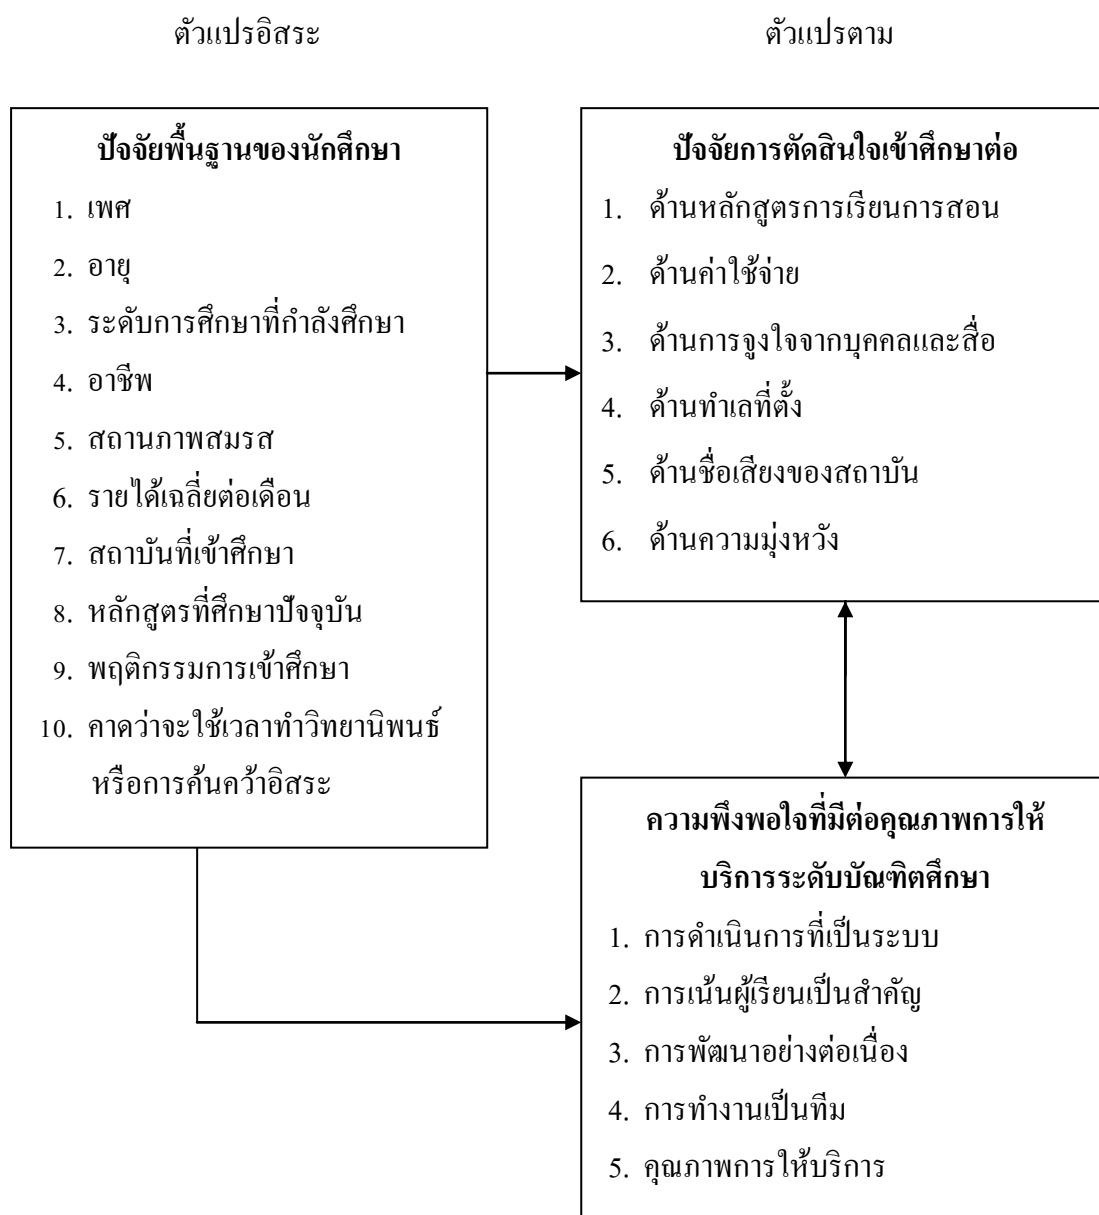 ตัวแปรอิสระ
ตัวแปรตาม
ปัจจัยพื้นฐานของนักศึกษา
1. เพศ
2. อายุ
3. ระดับการศึกษาที่กำลังศึกษา
4. อาชีพ
5. สถานภาพสมรส
6. รายได้เฉลี่ยต่อเดือน
7. สถาบันที่เข้าศึกษา
8. หลักสูตรที่ศึกษาปัจจุบัน
9. พฤติกรรมการเข้าศึกษา
10. คาดว่าจะใช้เวลาทำวิทยานิพนธ์
หรือการค้นคว้าอิสระ
ปัจจัยการตัดสินใจเข้าศึกษาต่อ
1. ด้านหลักสูตรการเรียนการสอน
2. ด้านค่าใช้จ่าย
3. ด้านการจูงใจจากบุคคลและสื่อ
4. ด้านทำเลที่ตั้ง
5. ด้านชื่อเสียงของสถาบัน
6. ด้านความมุ่งหวัง
ความพึงพอใจที่มีต่อคุณภาพการให้
บริการระดับบัณฑิตศึกษา
1. การดำเนินการที่เป็นระบบ
2. การเน้นผู้เรียนเป็นสำคัญ
3. การพัฒนาอย่างต่อเนื่อง
4. การทำงานเป็นทีม
5. คุณภาพการให้บริการ